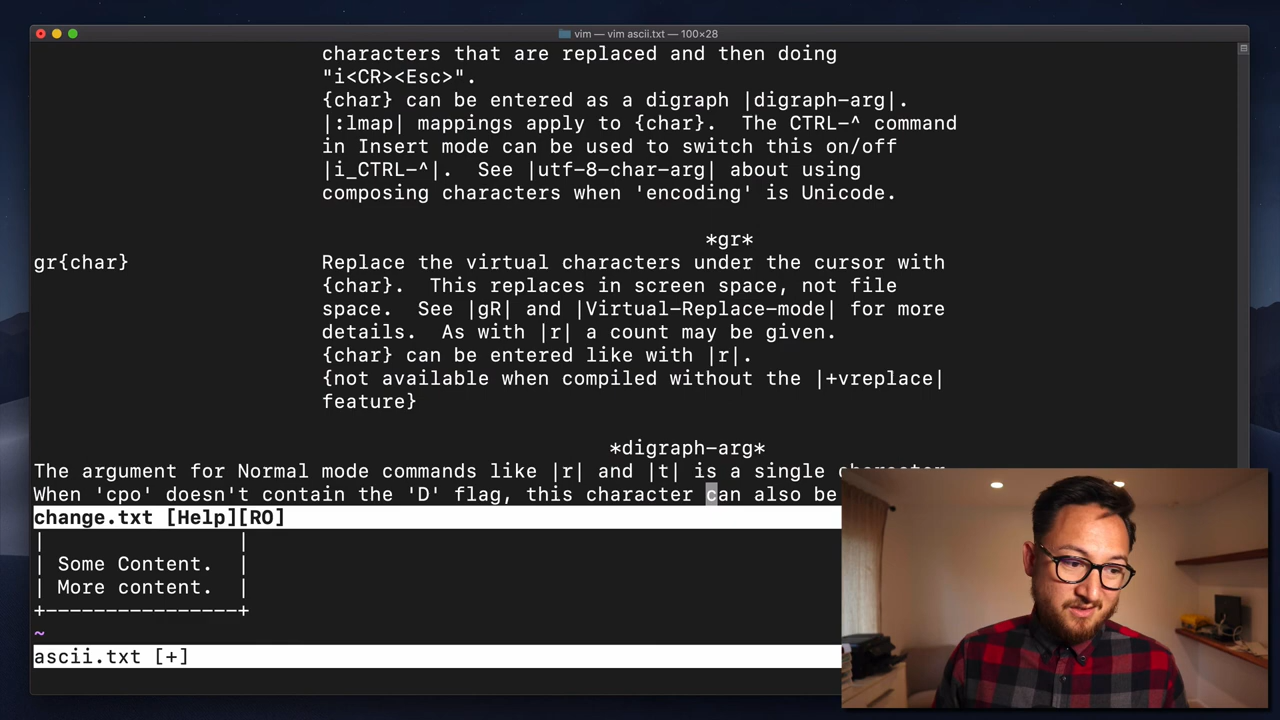 vim — vim ascii.txt — 100×28
characters that are replaced and then doing
"i<CR><Esc>".
{char} can be entered as a digraph |digraph-arg|.
|:lmap| mappings apply to {char}.  The CTRL-^ command
in Insert mode can be used to switch this on/off
|i_CTRL-^|.  See |utf-8-char-arg| about using
composing characters when 'encoding' is Unicode.
*gr*
gr{char} Replace the virtual characters under the cursor with
{char}.  This replaces in screen space, not file
space.  See |gR| and |Virtual-Replace-mode| for more
details.  As with |r| a count may be given.
{char} can be entered like with |r|.
{not available when compiled without the |+vreplace|
feature}
*digraph-arg*
The argument for Normal mode commands like |r| and |t| is a single character.
When 'cpo' doesn't contain the 'D' flag, this character can also be
change.txt [Help][RO]
|                 |
| Some Content.   |
| More content.   |
+-----------------+
~
ascii.txt [+]